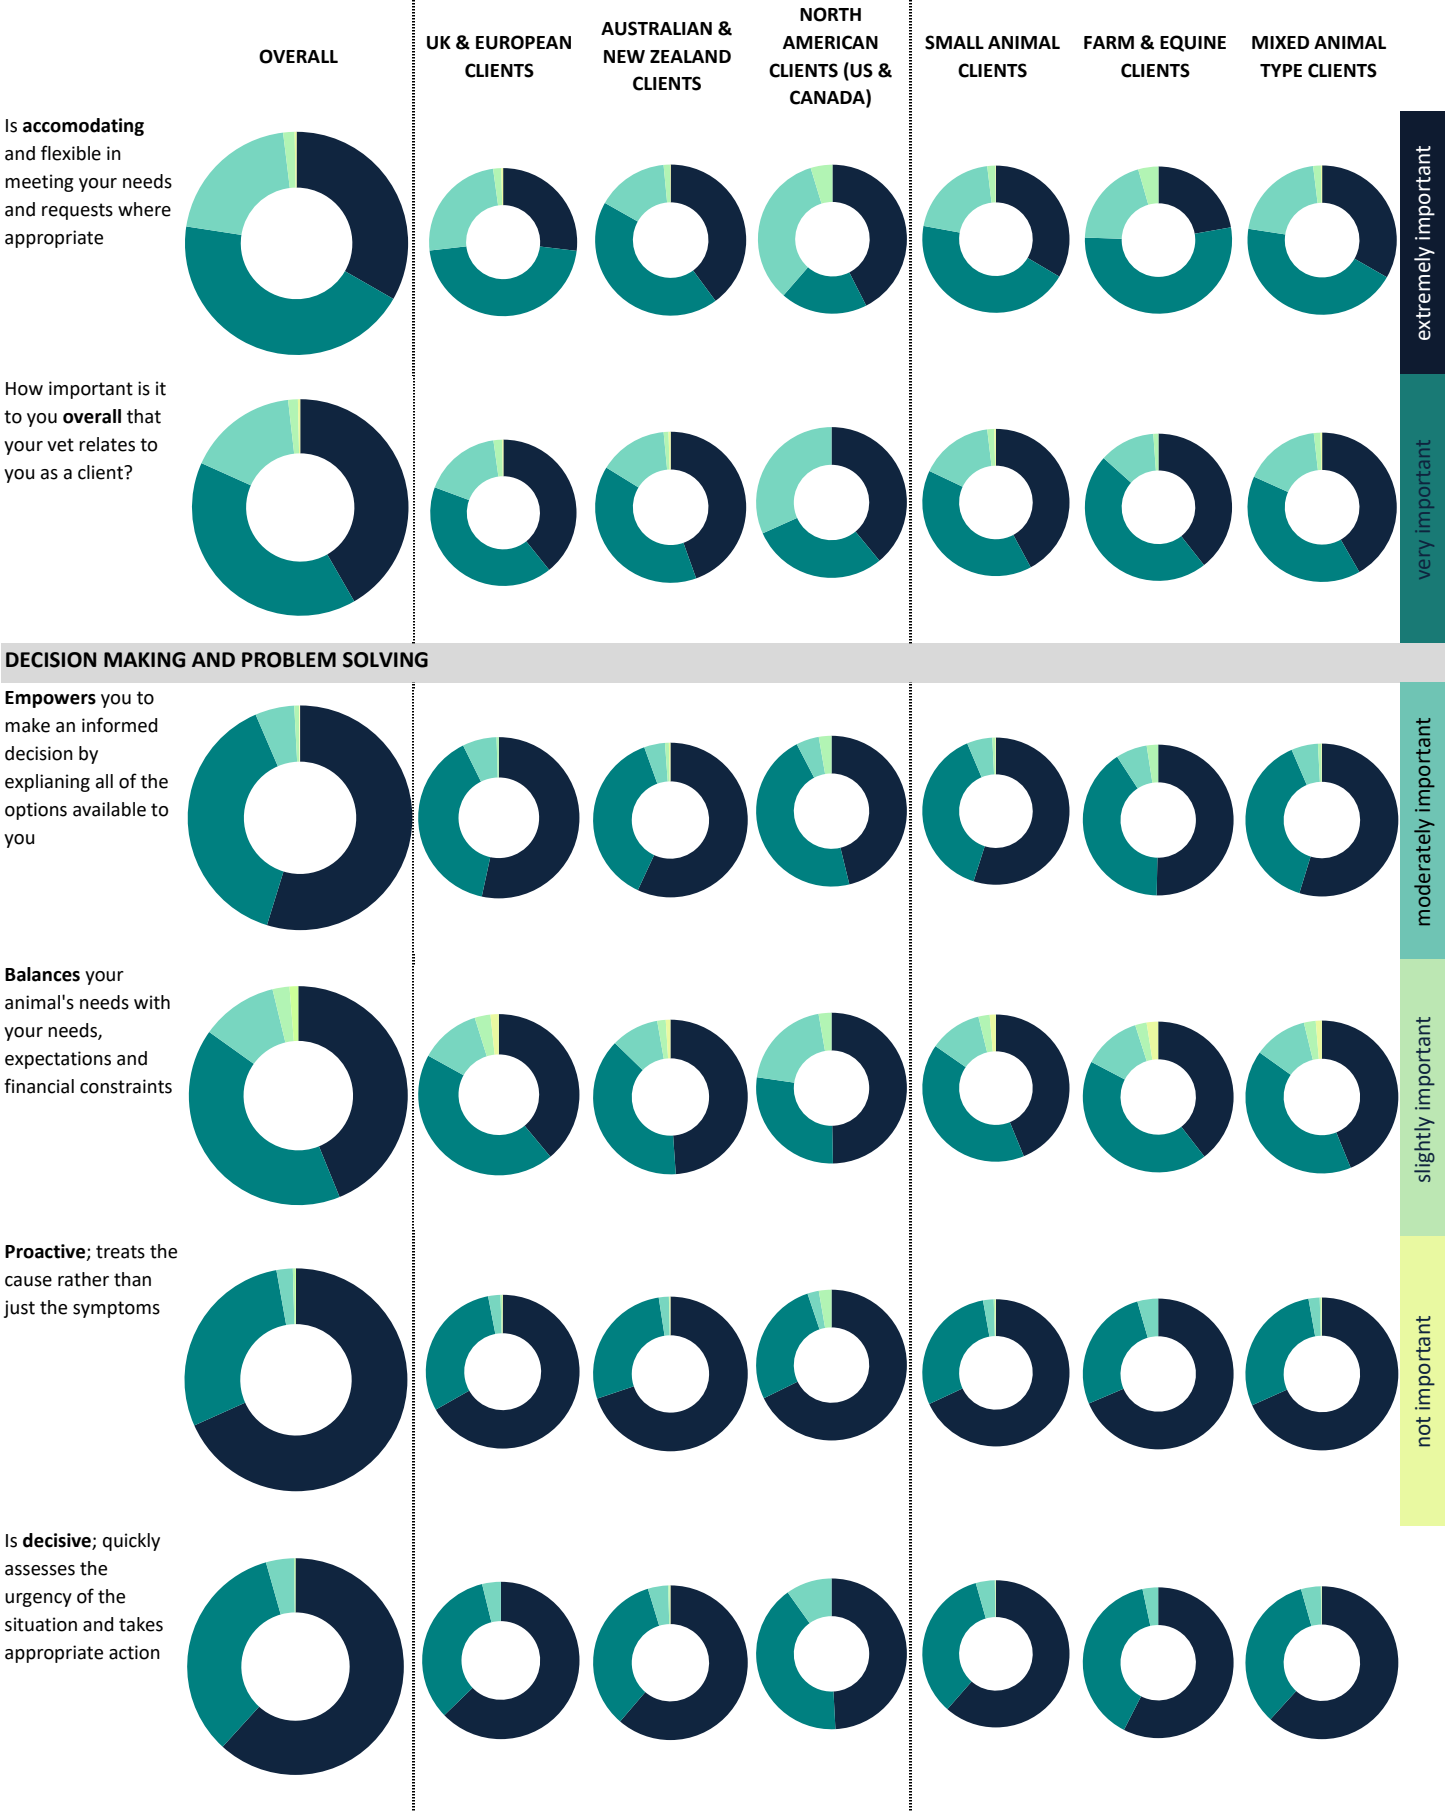 OVERALL
UK & EUROPEAN
CLIENTS
AUSTRALIAN &
NEW ZEALAND
CLIENTS
NORTH
AMERICAN
CLIENTS (US &
CANADA)
SMALL ANIMAL
CLIENTS
FARM & EQUINE
CLIENTS
MIXED ANIMAL
TYPE CLIENTS
Is accomodating
and flexible in
meeting your needs
and requests where
appropriate
extremely important
How important is it
to you overall that
your vet relates to
you as a client?
very important
DECISION MAKING AND PROBLEM SOLVING
Empowers you to
make an informed
decision by
explianing all of the
options available to
you
moderately important
Balances your
animal's needs with
your needs,
expectations and
financial constraints
slightly important
Proactive; treats the
cause rather than
just the symptoms
not important
Is decisive; quickly
assesses the
urgency of the
situation and takes
appropriate action